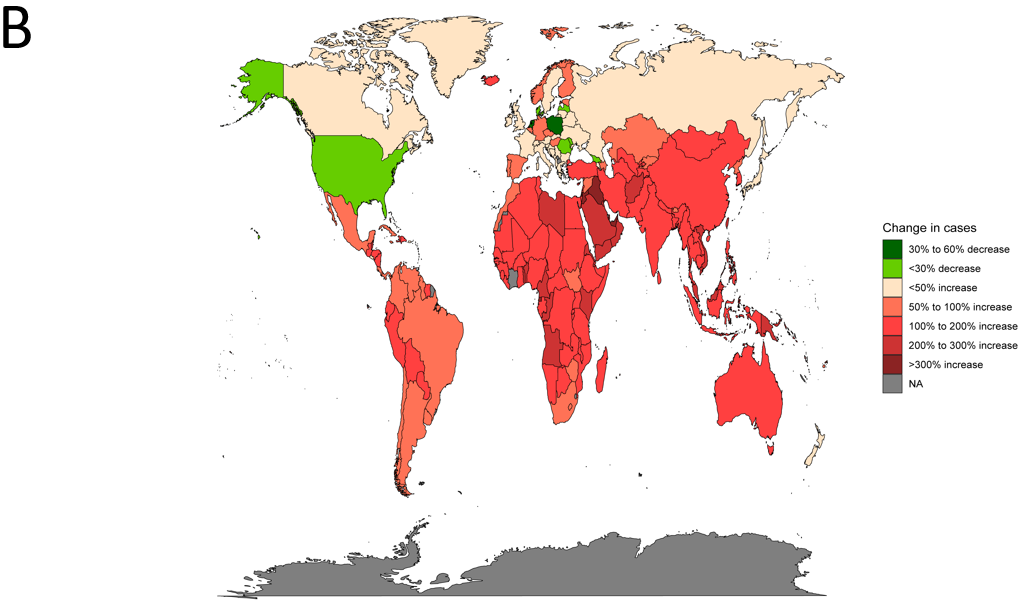 B
Change in cases
30% to 60% decrease
<30% decrease
<50% increase
50% to 100% increase
100% to 200% increase
200% to 300% increase
>300% increase
NA